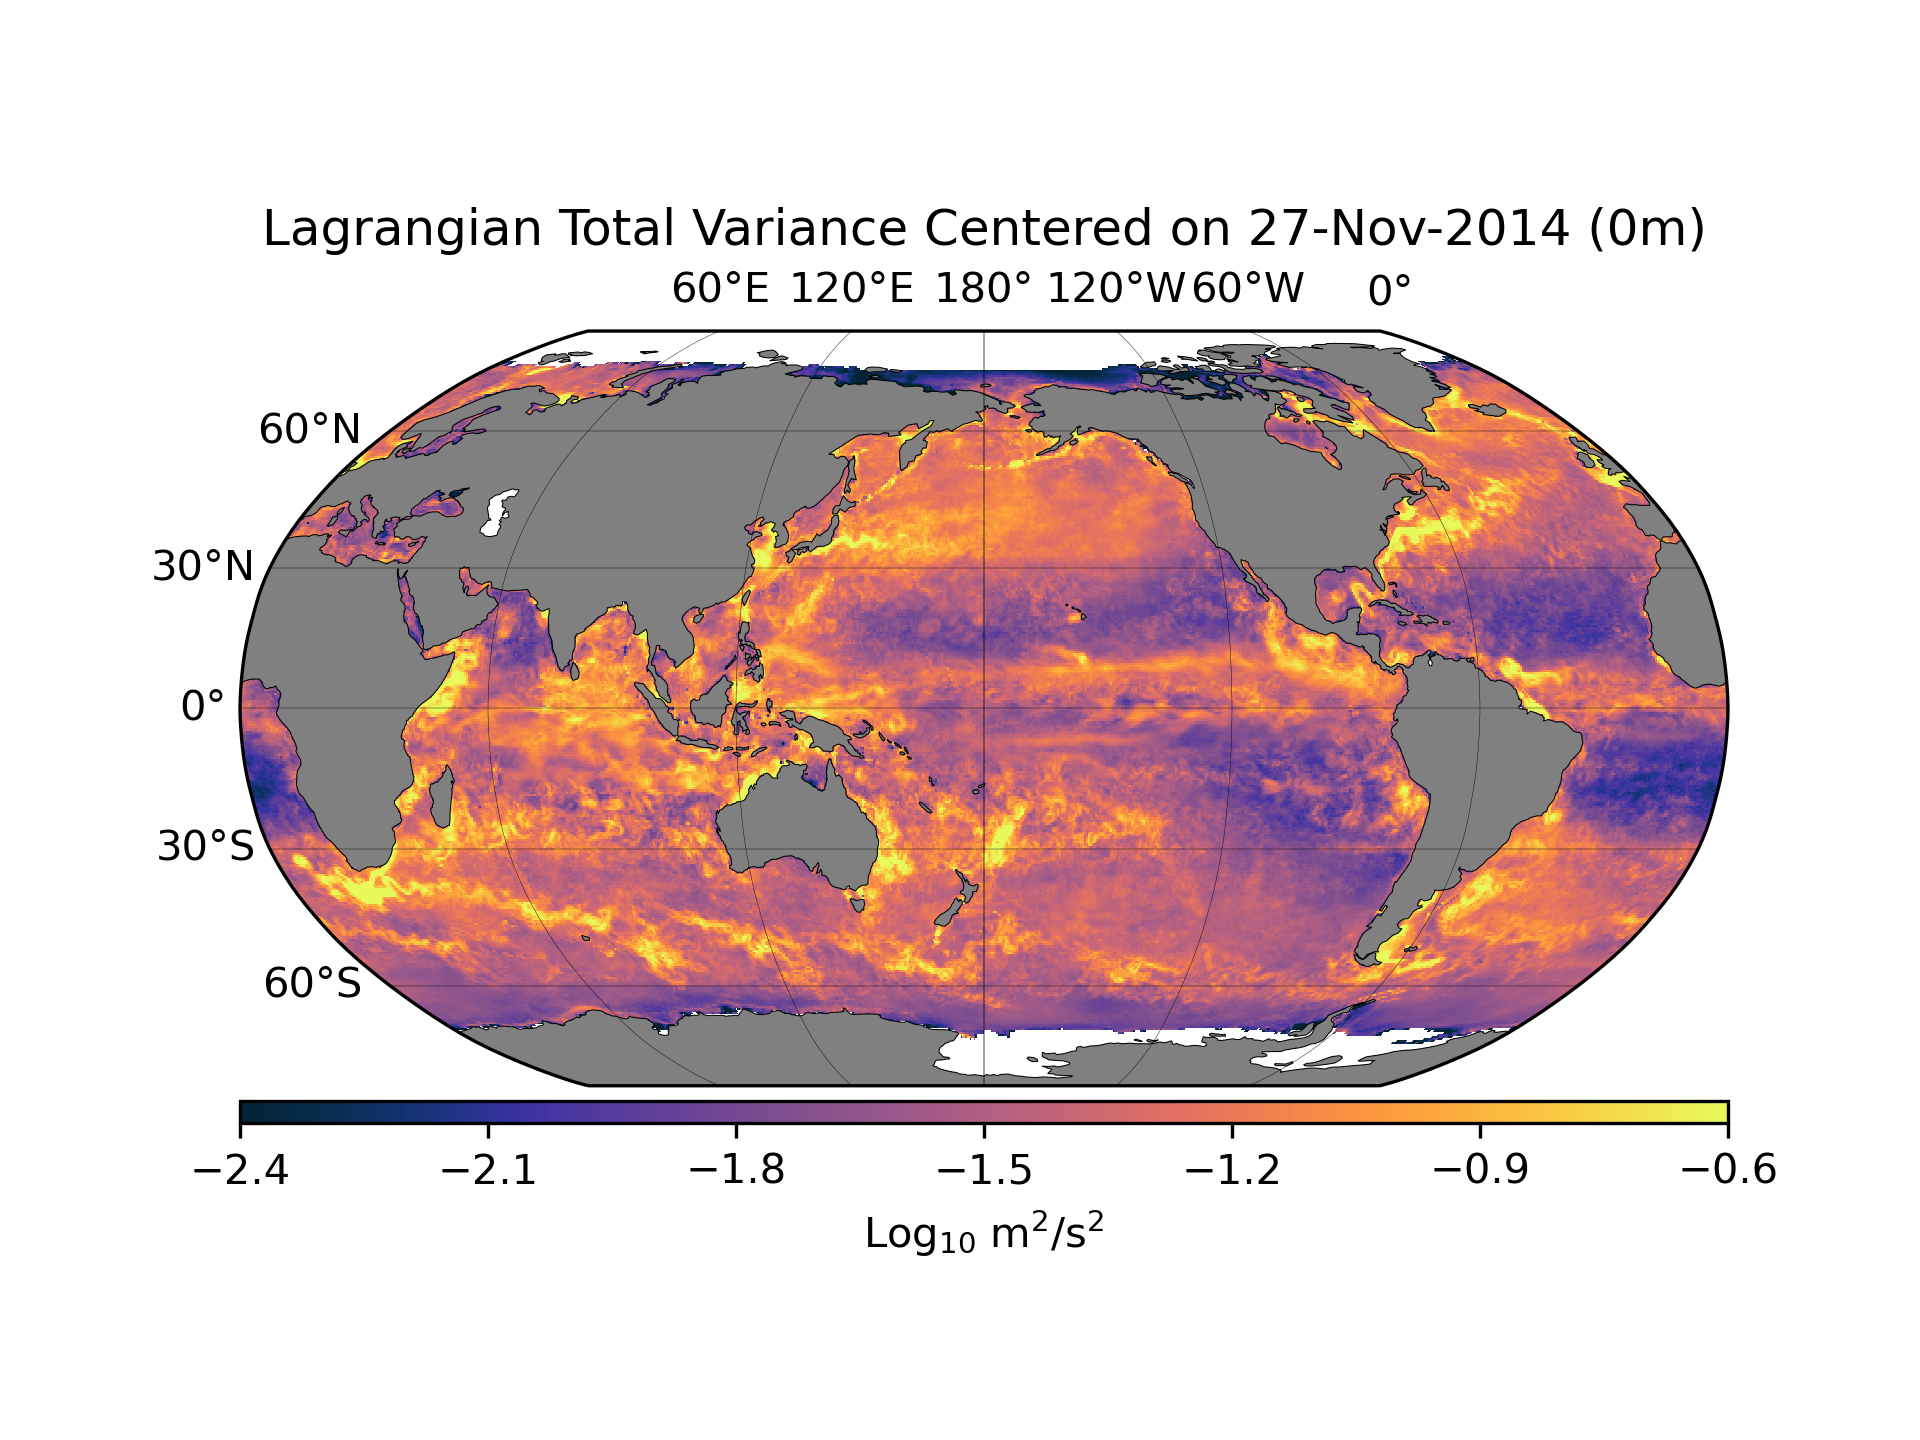 Lagrangian Total Variance Centered on 27-Nov-2014 (0m)
60°E 120°E 180° 120°W 60°W 0°
60°N
30°N
0°
30°S
60°S
−2.4 −2.1 −1.8 −1.5 −1.2 −0.9 −0.6
Log₁₀ m²/s²